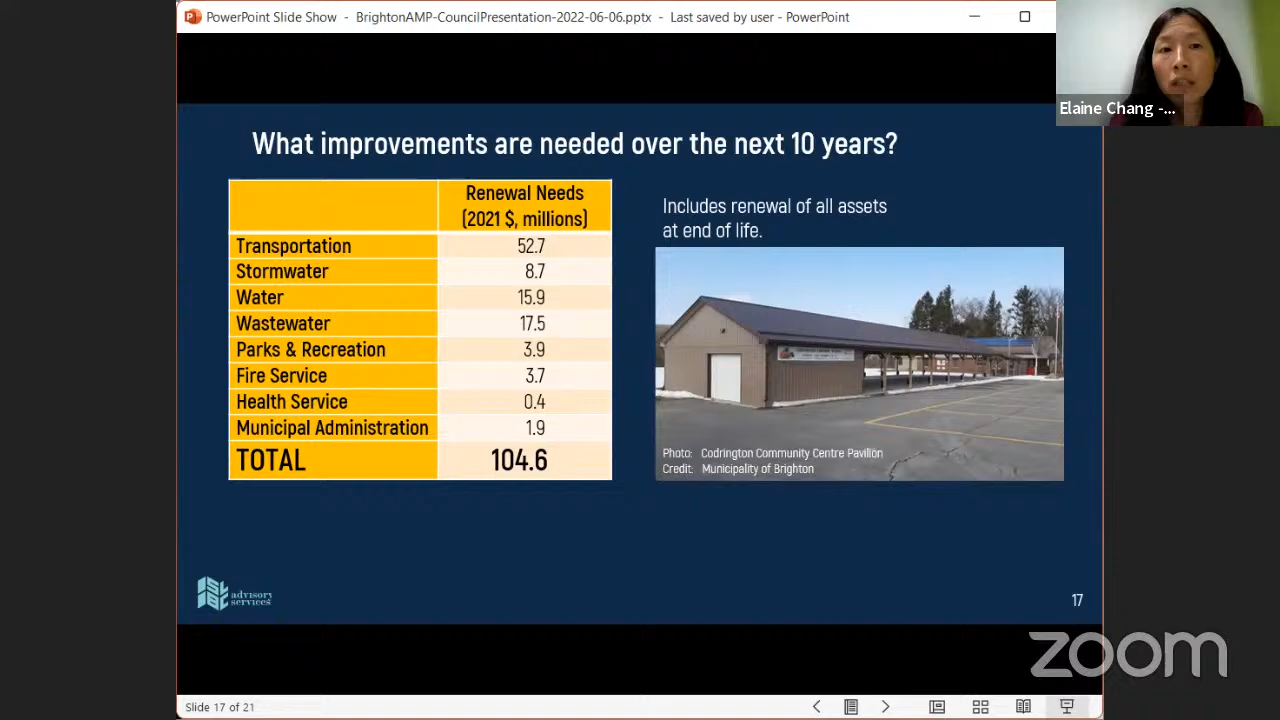 PowerPoint Slide Show - BrightonAMP-CouncilPresentation-2022-06-06.pptx - Last saved by user - PowerPoint
Elaine Chang -...
What improvements are needed over the next 10 years?
Renewal Needs
(2021 $, millions)
Transportation 52.7
Stormwater 8.7
Water 15.9
Wastewater 17.5
Parks & Recreation 3.9
Fire Service 3.7
Health Service 0.4
Municipal Administration 1.9
TOTAL 104.6
Includes renewal of all assets
at end of life.
Photo: Codrington Community Centre Pavilion
Credit: Municipality of Brighton
advisory
services
17
zoom
Slide 17 of 21